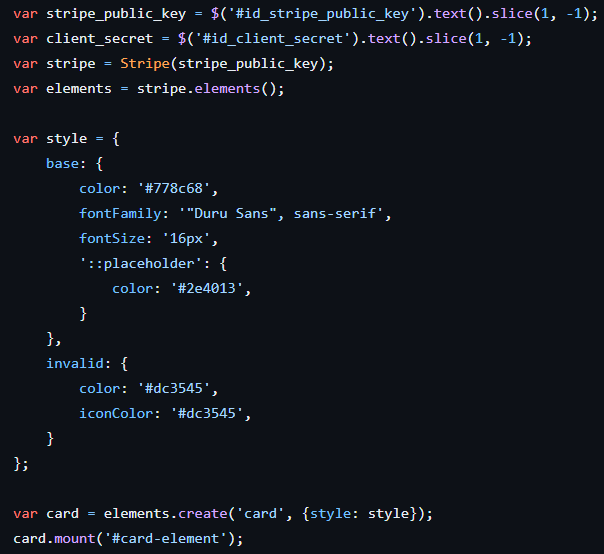 var stripe_public_key = $('#id_stripe_public_key').text().slice(1, -1);
var client_secret = $('#id_client_secret').text().slice(1, -1);
var stripe = Stripe(stripe_public_key);
var elements = stripe.elements();

var style = {
    base: {
        color: '#778c68',
        fontFamily: '"Duru Sans", sans-serif',
        fontSize: '16px',
        '::placeholder': {
            color: '#2e4013',
        }
    },
    invalid: {
        color: '#dc3545',
        iconColor: '#dc3545',
    }
};

var card = elements.create('card', {style: style});
card.mount('#card-element');